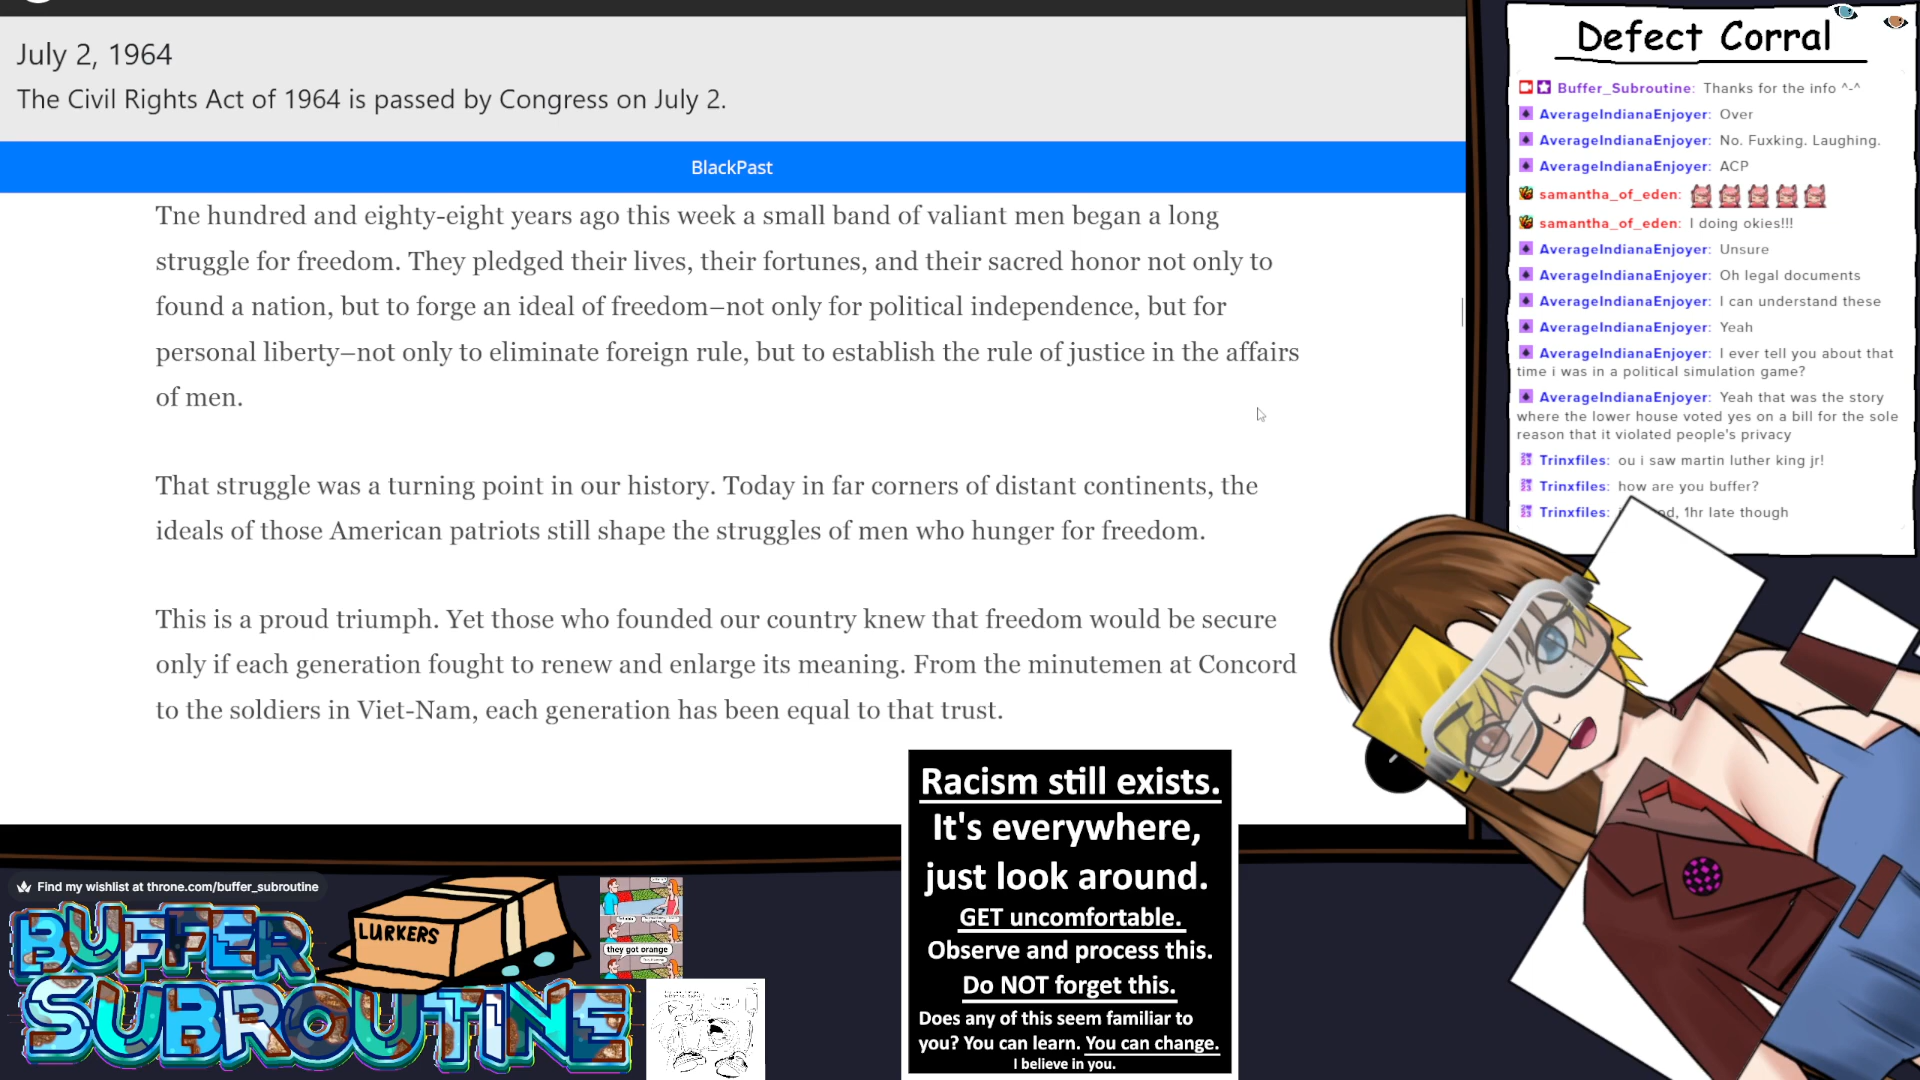 July 2, 1964
The Civil Rights Act of 1964 is passed by Congress on July 2.
BlackPast
Tne hundred and eighty-eight years ago this week a small band of valiant men began a long
struggle for freedom. They pledged their lives, their fortunes, and their sacred honor not only to
found a nation, but to forge an ideal of freedom–not only for political independence, but for
personal liberty–not only to eliminate foreign rule, but to establish the rule of justice in the affairs
of men.
That struggle was a turning point in our history. Today in far corners of distant continents, the
ideals of those American patriots still shape the struggles of men who hunger for freedom.
This is a proud triumph. Yet those who founded our country knew that freedom would be secure
only if each generation fought to renew and enlarge its meaning. From the minutemen at Concord
to the soldiers in Viet-Nam, each generation has been equal to that trust.
Defect Corral
Buffer_Subroutine: Thanks for the info ^-^
AverageIndianaEnjoyer: Over
AverageIndianaEnjoyer: No. Fuxking. Laughing.
AverageIndianaEnjoyer: ACP
samantha_of_eden:
samantha_of_eden: I doing okies!!!
AverageIndianaEnjoyer: Unsure
AverageIndianaEnjoyer: Oh legal documents
AverageIndianaEnjoyer: I can understand these
AverageIndianaEnjoyer: Yeah
AverageIndianaEnjoyer: I ever tell you about that
time i was in a political simulation game?
AverageIndianaEnjoyer: Yeah that was the story
where the lower house voted yes on a bill for the sole
reason that it violated people's privacy
Trinxfiles: ou i saw martin luther king jr!
Trinxfiles: how are you buffer?
Trinxfiles: 1hr late though
Racism still exists.
It's everywhere,
just look around.
GET uncomfortable.
Observe and process this.
Do NOT forget this.
Does any of this seem familiar to
you? You can learn. You can change.
I believe in you.
Find my wishlist at throne.com/buffer_subroutine
BUFFER
SUBROUTINE
LURKERS
they got orange